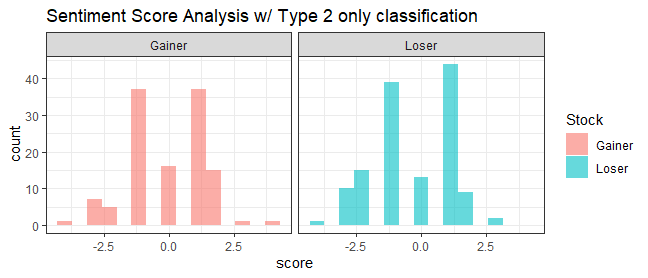 Sentiment Score Analysis w/ Type 2 only classification
Gainer
Loser
40
30
20
10
0
count
-2.5 0.0 2.5
-2.5 0.0 2.5
score
Stock
Gainer
Loser